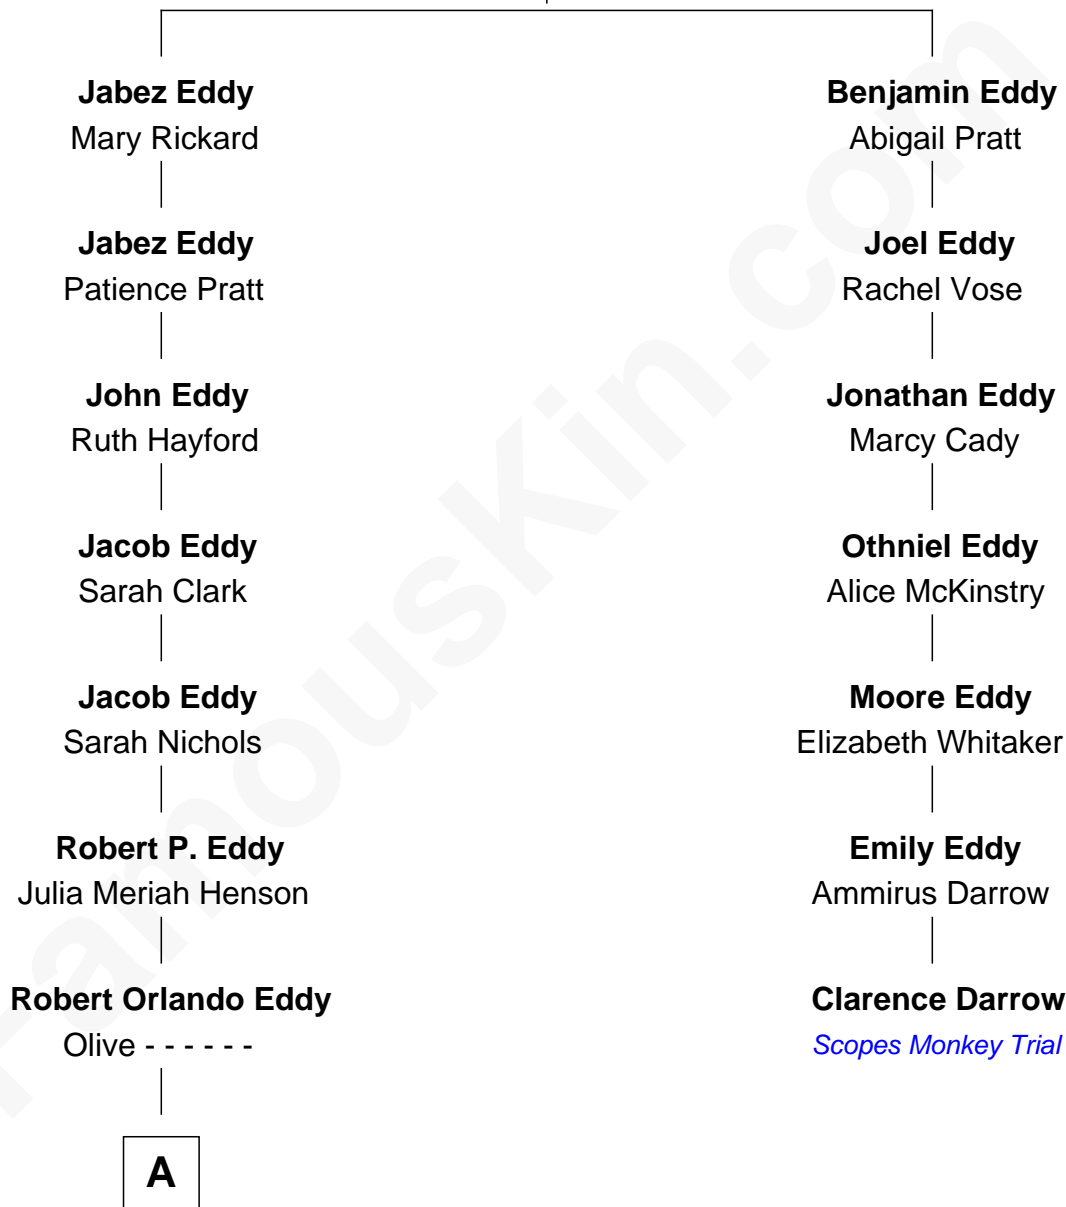 Jabez Eddy
Mary Rickard
Jabez Eddy
Patience Pratt
John Eddy
Ruth Hayford
Jacob Eddy
Sarah Clark
Jacob Eddy
Sarah Nichols
Robert P. Eddy
Julia Meriah Henson
Robert Orlando Eddy
Olive - - - - - -
A
Benjamin Eddy
Abigail Pratt
Joel Eddy
Rachel Vose
Jonathan Eddy
Marcy Cady
Othniel Eddy
Alice McKinstry
Moore Eddy
Elizabeth Whitaker
Emily Eddy
Ammirus Darrow
Clarence Darrow
Scopes Monkey Trial
FamousKin.com